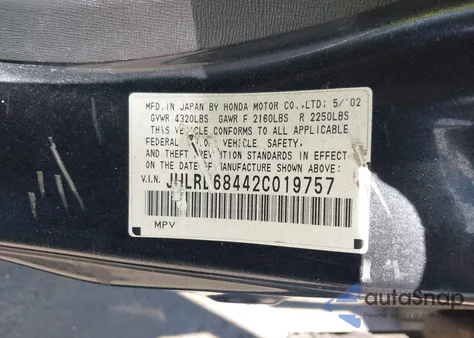 MFD. IN JAPAN BY HONDA MOTOR CO.,LTD; 5/'02
GVWR 4320LBS GAWR F 2160LBS R 2250LBS
THIS VEHICLE CONFORMS TO ALL APPLICABLE
FEDERAL MOTOR VEHICLE SAFETY,
AND THEFT PREVENTION STANDARDS IN EFFECT
ON THE DATE OF MANUFACTURE SHOWN ABOVE:
V.I.N. JHLRD68442C019757
MPV
autoSnap